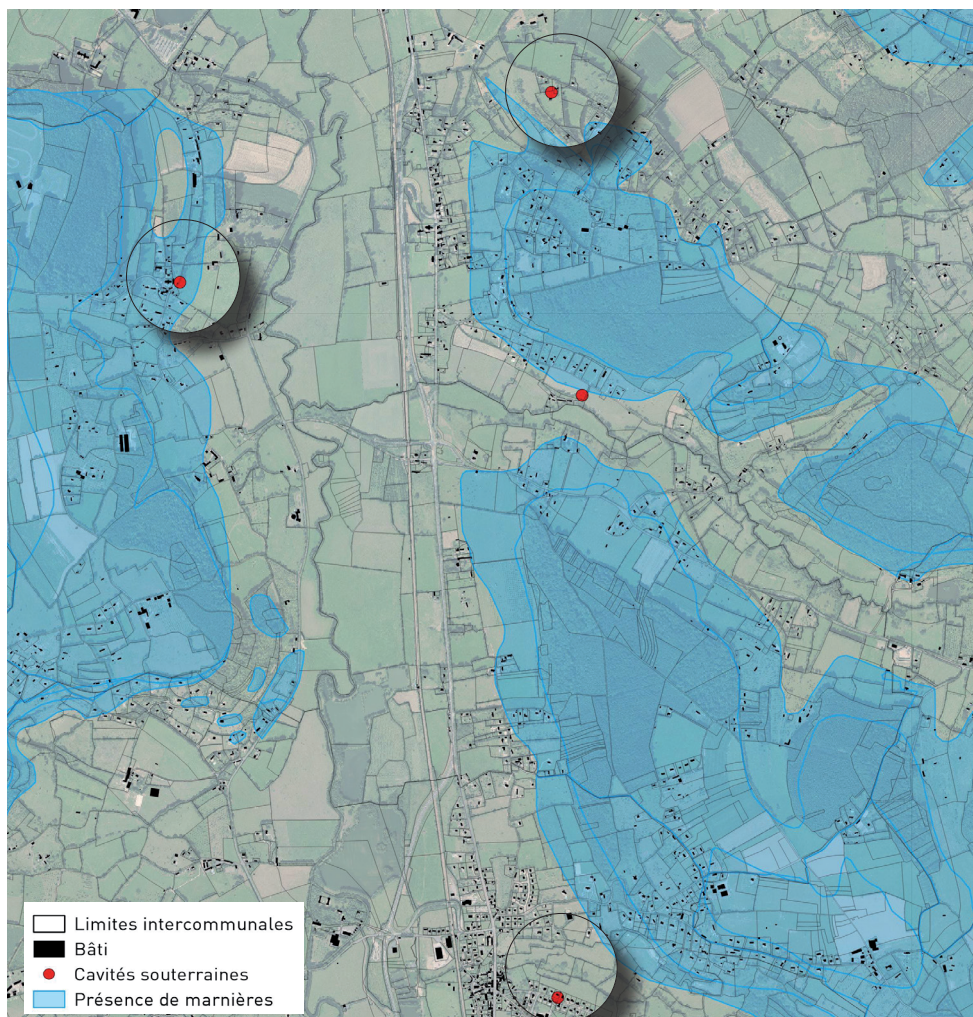 Limites intercommunales
Bâti
Cavités souterraines
Présence de marnières